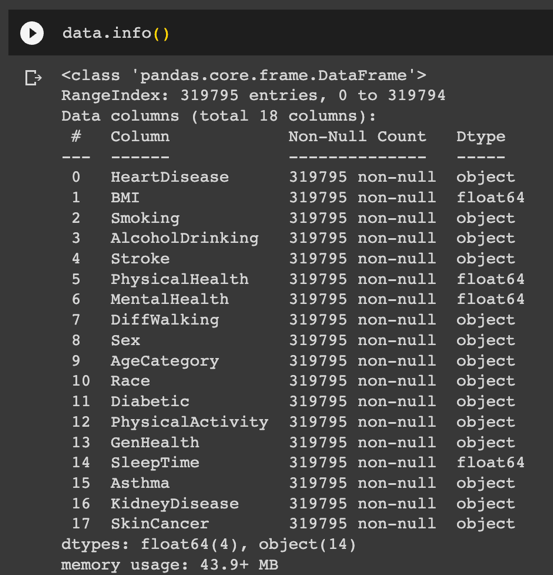 data.info()
<class 'pandas.core.frame.DataFrame'>
RangeIndex: 319795 entries, 0 to 319794
Data columns (total 18 columns):
 #   Column            Non-Null Count   Dtype
---  ------            --------------   -----
 0   HeartDisease      319795 non-null  object
 1   BMI               319795 non-null  float64
 2   Smoking           319795 non-null  object
 3   AlcoholDrinking   319795 non-null  object
 4   Stroke            319795 non-null  object
 5   PhysicalHealth    319795 non-null  float64
 6   MentalHealth      319795 non-null  float64
 7   DiffWalking       319795 non-null  object
 8   Sex               319795 non-null  object
 9   AgeCategory       319795 non-null  object
 10  Race              319795 non-null  object
 11  Diabetic          319795 non-null  object
 12  PhysicalActivity  319795 non-null  object
 13  GenHealth         319795 non-null  object
 14  SleepTime         319795 non-null  float64
 15  Asthma            319795 non-null  object
 16  KidneyDisease     319795 non-null  object
 17  SkinCancer        319795 non-null  object
dtypes: float64(4), object(14)
memory usage: 43.9+ MB